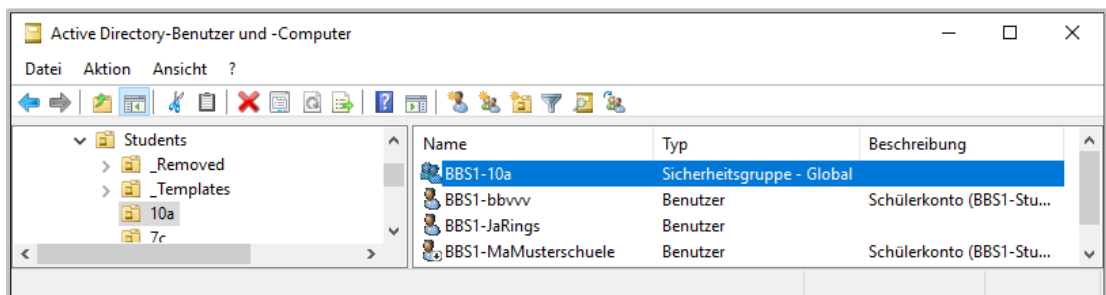 Active Directory-Benutzer und -Computer
Datei Aktion Ansicht ?
Students
_Removed
_Templates
10a
7c
Name Typ Beschreibung
BBS1-10a Sicherheitsgruppe - Global
BBS1-bbvvv Benutzer Schülerkonto (BBS1-Stu...
BBS1-JaRings Benutzer
BBS1-MaMusterschuele Benutzer Schülerkonto (BBS1-Stu...